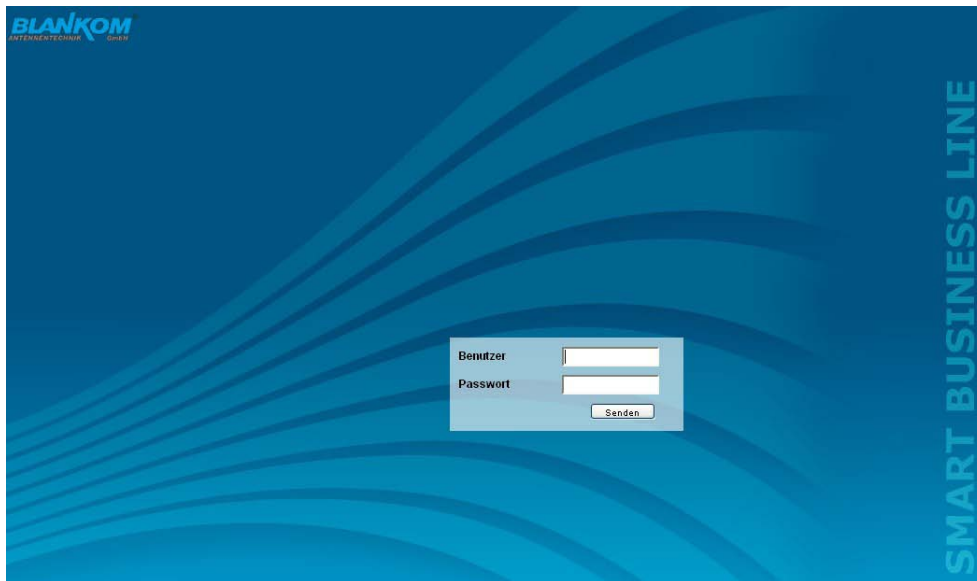 BLANKOM
ANTENNENTECHNIK GmbH
SMART BUSINESS LINE
Benutzer
Passwort
Senden